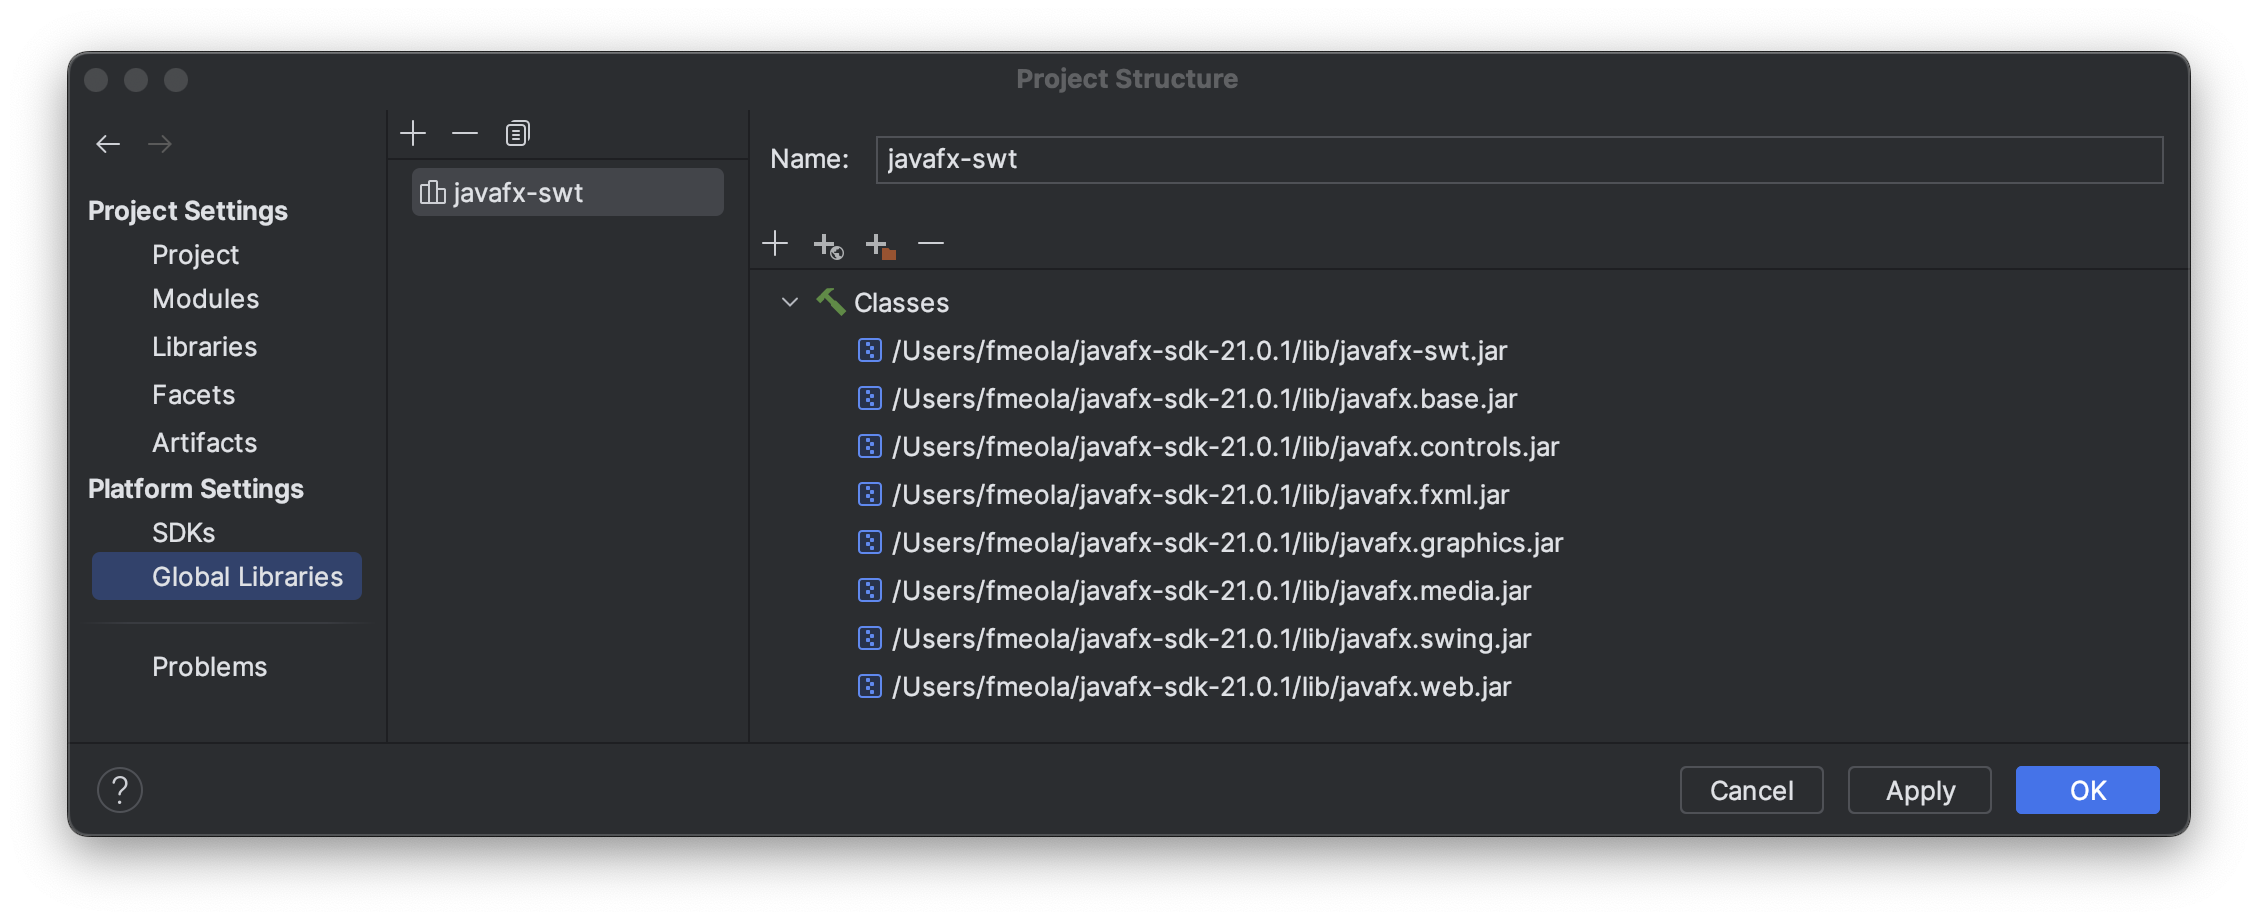 Project Structure
Project Settings
Project
Modules
Libraries
Facets
Artifacts
Platform Settings
SDKs
Global Libraries
Problems
javafx-swt
Name: javafx-swt
Classes
/Users/fmeola/javafx-sdk-21.0.1/lib/javafx-swt.jar
/Users/fmeola/javafx-sdk-21.0.1/lib/javafx.base.jar
/Users/fmeola/javafx-sdk-21.0.1/lib/javafx.controls.jar
/Users/fmeola/javafx-sdk-21.0.1/lib/javafx.fxml.jar
/Users/fmeola/javafx-sdk-21.0.1/lib/javafx.graphics.jar
/Users/fmeola/javafx-sdk-21.0.1/lib/javafx.media.jar
/Users/fmeola/javafx-sdk-21.0.1/lib/javafx.swing.jar
/Users/fmeola/javafx-sdk-21.0.1/lib/javafx.web.jar
? Cancel Apply OK